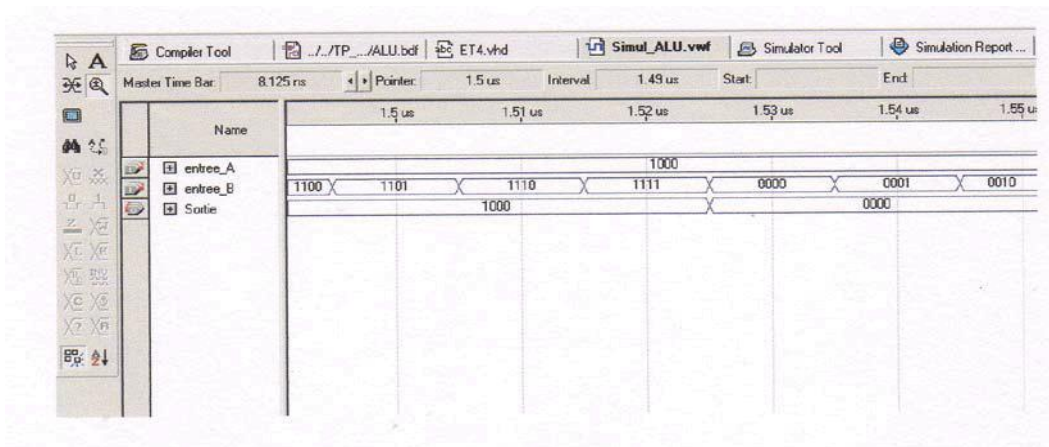 Compiler Tool ../../TP_.../ALU.bdf abc ET4.vhd Simul_ALU.vwf Simulator Tool Simulation Report ...
Master Time Bar: 8.125 ns Pointer: 1.5 us Interval: 1.49 us Start: End:
Name 1.5 us 1.51 us 1.52 us 1.53 us 1.54 us 1.55 u
entree_A 1000
entree_B 1100 1101 1110 1111 0000 0001 0010
Sortie 1000 0000